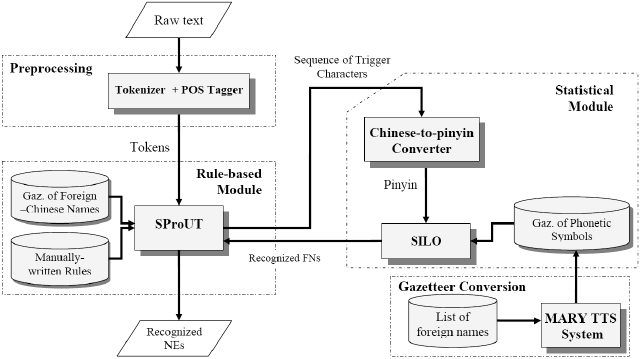 Raw text
Preprocessing
Tokenizer + POS Tagger
Tokens
Sequence of Trigger
Characters
Statistical
Module
Chinese-to-pinyin
Converter
Pinyin
Rule-based
Module
Gaz. of Foreign
–Chinese Names
SProUT
Manually-
written Rules
SILO
Gaz. of Phonetic
Symbols
Recognized FNs
Gazetteer Conversion
List of
foreign names
MARY TTS
System
Recognized
NEs